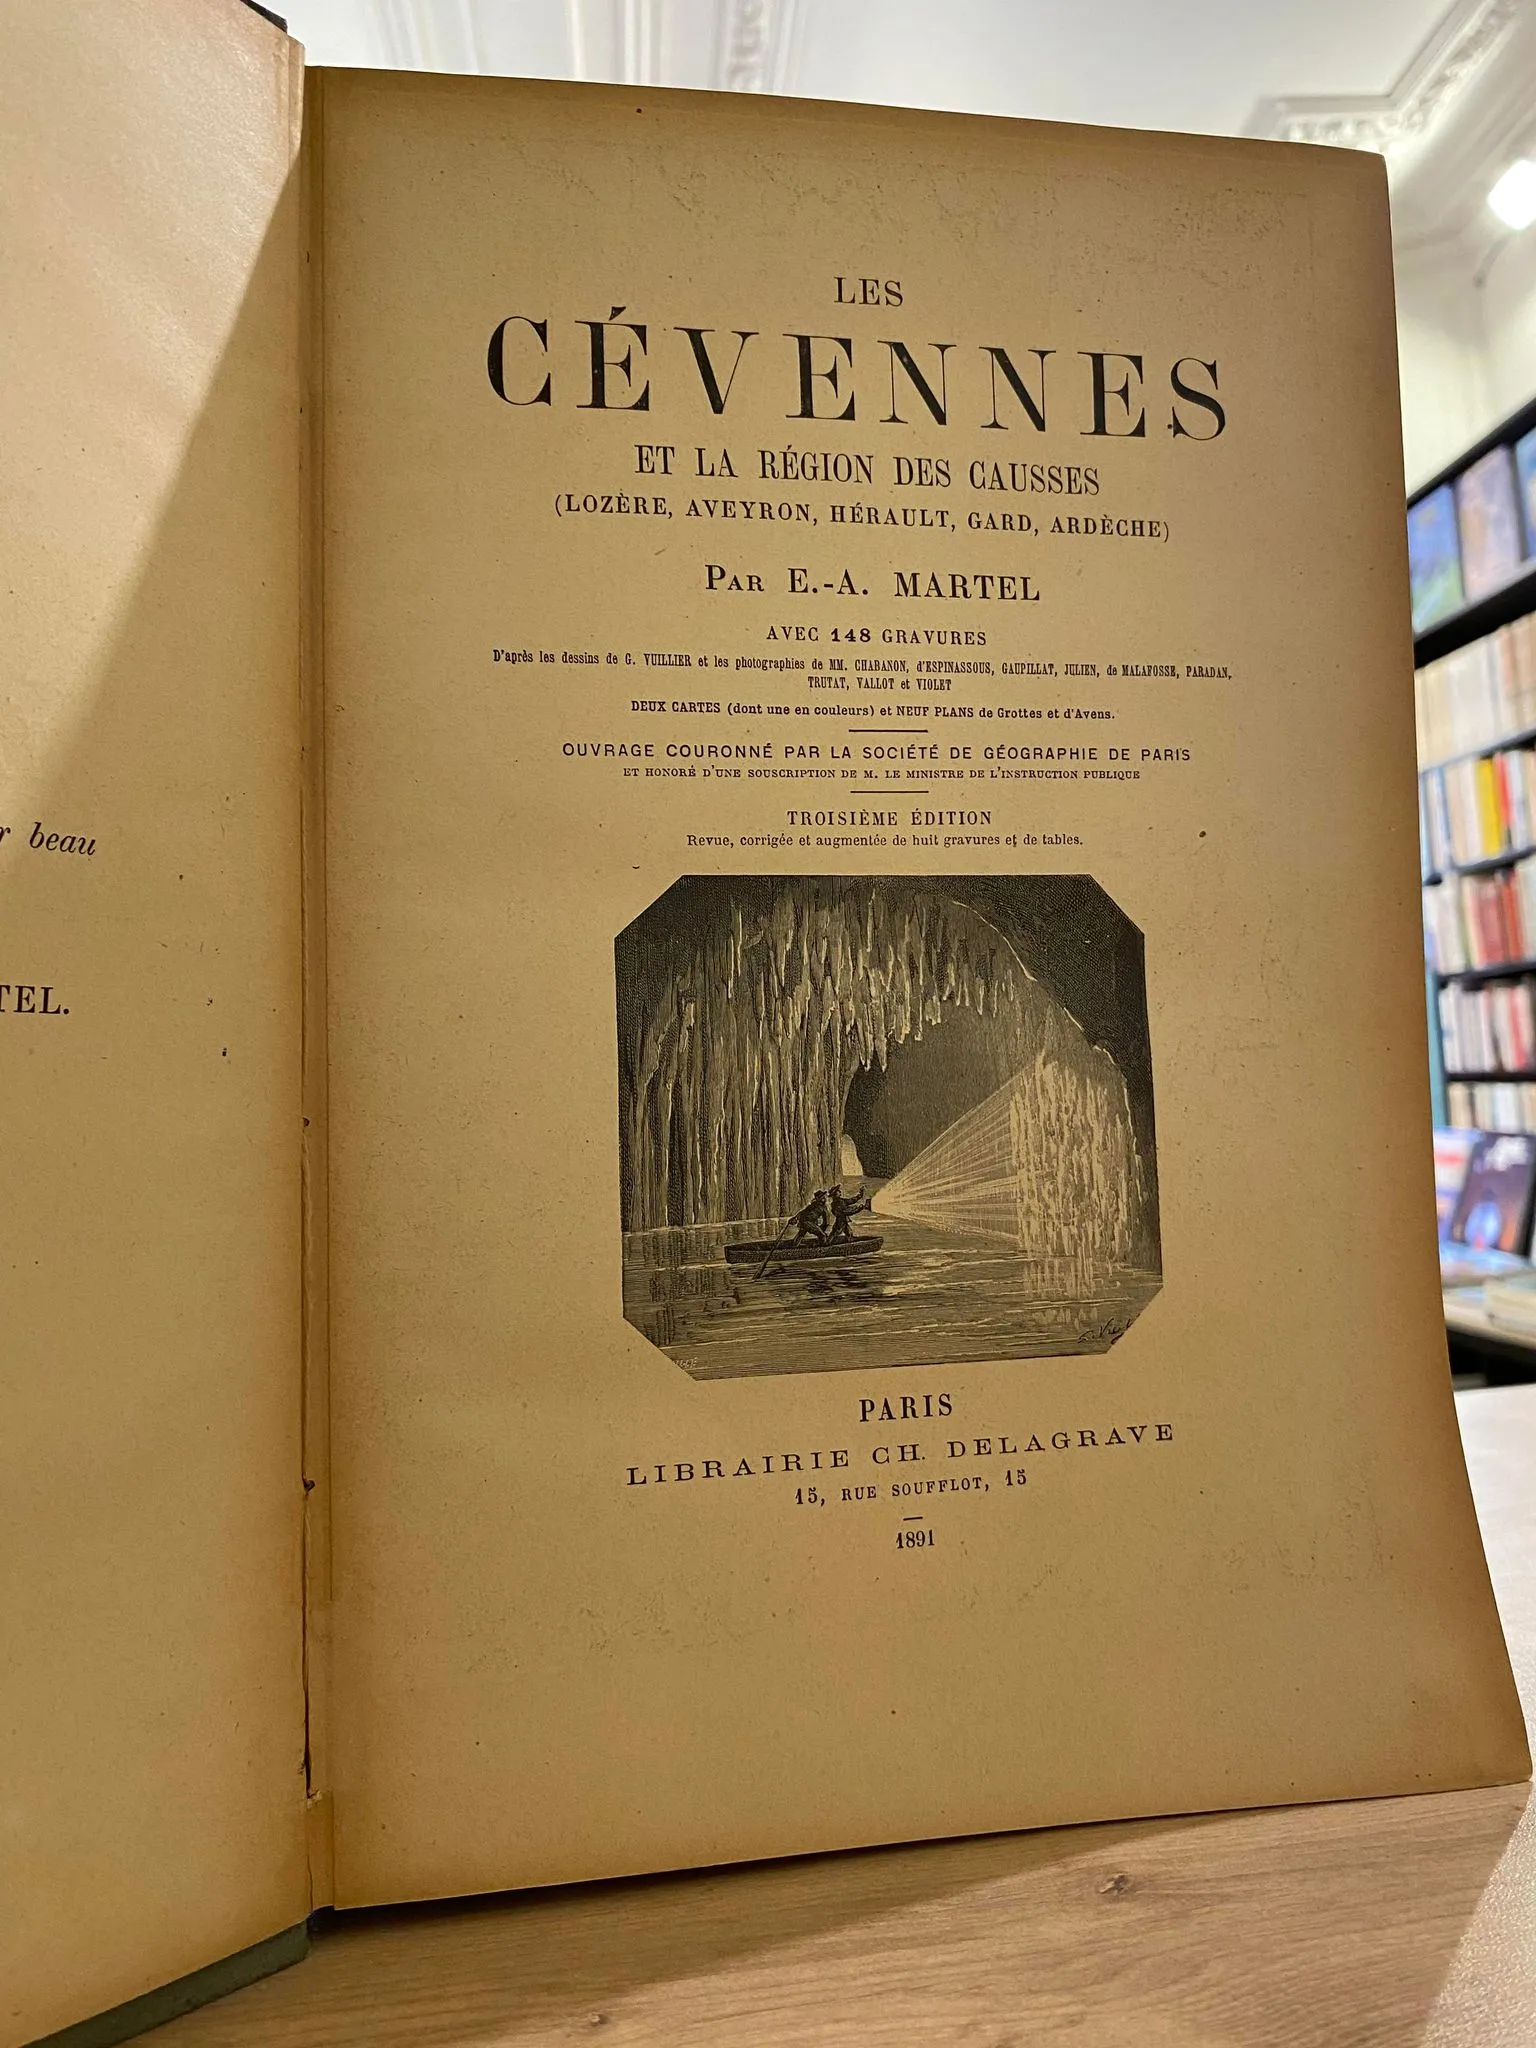 beau
TEL.
LES
CÉVENNES
ET LA RÉGION DES CAUSSES
(LOZÈRE, AVEYRON, HÉRAULT, GARD, ARDÈCHE)
PAR E.-A. MARTEL
AVEC 148 GRAVURES
D'après les dessins de G. VUILLIER et les photographies de MM. CHABANON, d'ESPINASSOUS, GAUPILLAT, JULIEN, de MALAFOSSE, PARADAN,
TRUTAT, VALLOT et VIOLET
DEUX CARTES (dont une en couleurs) et NEUF PLANS de Grottes et d'Avens.
OUVRAGE COURONNÉ PAR LA SOCIÉTÉ DE GÉOGRAPHIE DE PARIS
ET HONORÉ D'UNE SOUSCRIPTION DE M. LE MINISTRE DE L'INSTRUCTION PUBLIQUE
TROISIÈME ÉDITION
Revue, corrigée et augmentée de huit gravures et de tables.
PARIS
LIBRAIRIE CH. DELAGRAVE
15, RUE SOUFFLOT, 15
1891